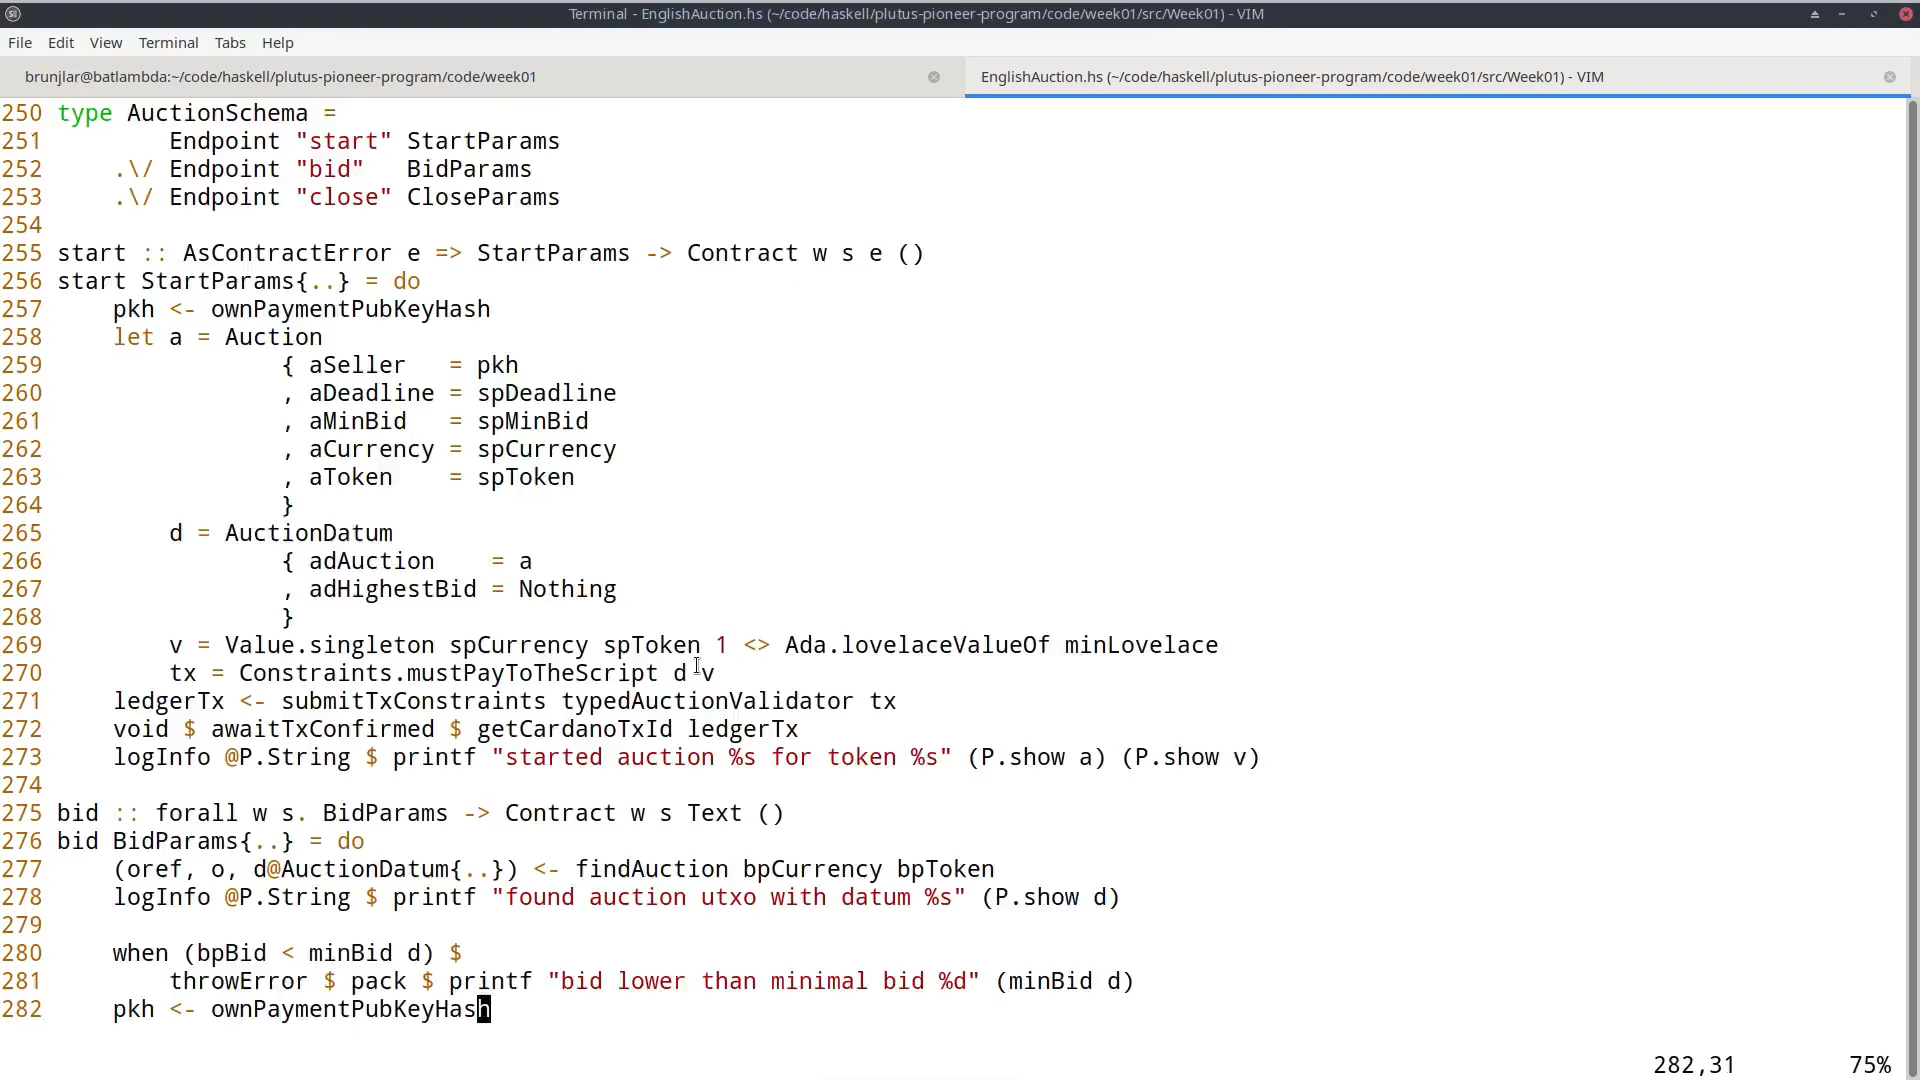 Terminal - EnglishAuction.hs (~/code/haskell/plutus-pioneer-program/code/week01/src/Week01) - VIM
File Edit View Terminal Tabs Help
brunjlar@batlambda:~/code/haskell/plutus-pioneer-program/code/week01 EnglishAuction.hs (~/code/haskell/plutus-pioneer-program/code/week01/src/Week01) - VIM
250 type AuctionSchema =
251         Endpoint "start" StartParams
252     .\/ Endpoint "bid"   BidParams
253     .\/ Endpoint "close" CloseParams
254
255 start :: AsContractError e => StartParams -> Contract w s e ()
256 start StartParams{..} = do
257     pkh <- ownPaymentPubKeyHash
258     let a = Auction
259                 { aSeller   = pkh
260                 , aDeadline = spDeadline
261                 , aMinBid   = spMinBid
262                 , aCurrency = spCurrency
263                 , aToken    = spToken
264                 }
265         d = AuctionDatum
266                 { adAuction    = a
267                 , adHighestBid = Nothing
268                 }
269         v = Value.singleton spCurrency spToken 1 <> Ada.lovelaceValueOf minLovelace
270         tx = Constraints.mustPayToTheScript d v
271     ledgerTx <- submitTxConstraints typedAuctionValidator tx
272     void $ awaitTxConfirmed $ getCardanoTxId ledgerTx
273     logInfo @P.String $ printf "started auction %s for token %s" (P.show a) (P.show v)
274
275 bid :: forall w s. BidParams -> Contract w s Text ()
276 bid BidParams{..} = do
277     (oref, o, d@AuctionDatum{..}) <- findAuction bpCurrency bpToken
278     logInfo @P.String $ printf "found auction utxo with datum %s" (P.show d)
279
280     when (bpBid < minBid d) $
281         throwError $ pack $ printf "bid lower than minimal bid %d" (minBid d)
282     pkh <- ownPaymentPubKeyHash
282,31 75%